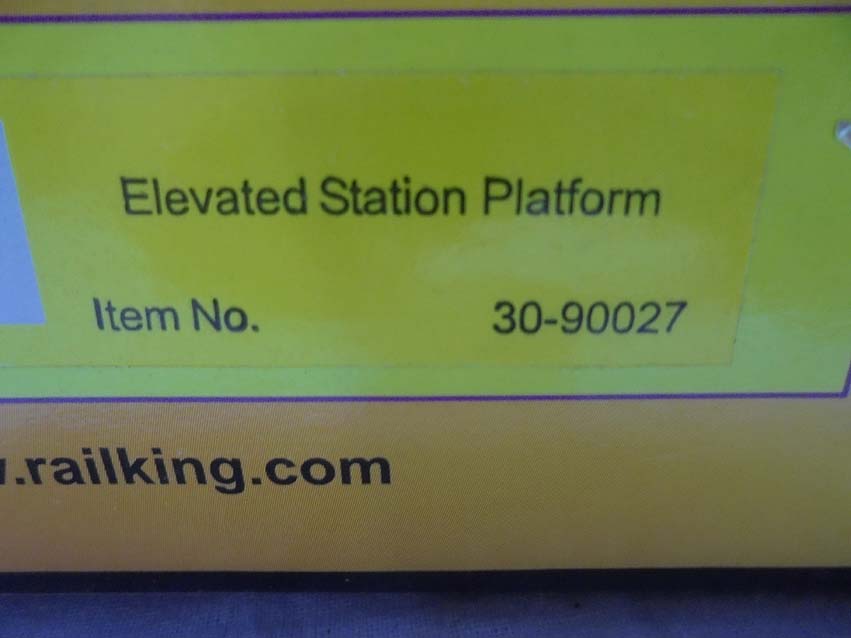 Elevated Station Platform
Item No. 30-90027
.railking.com